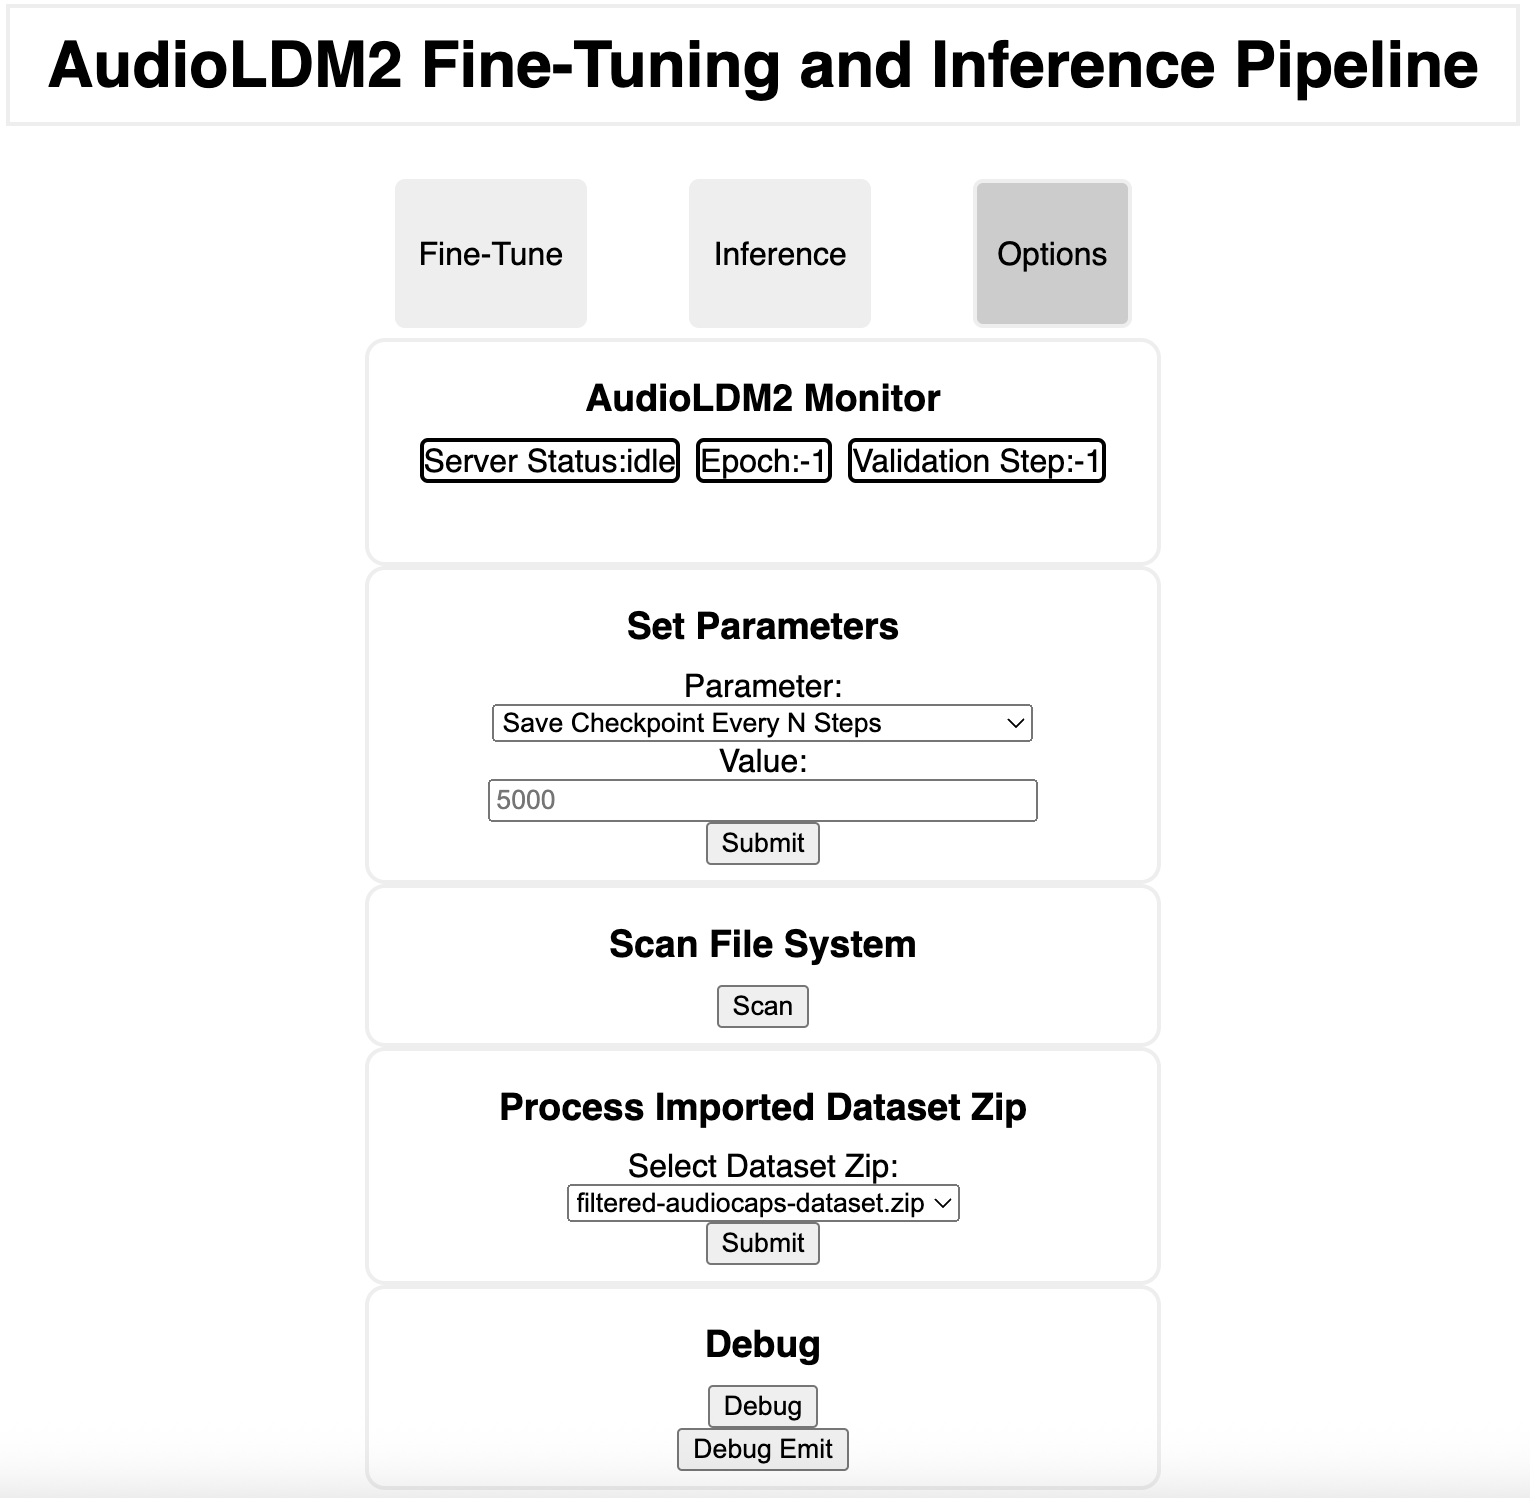 AudioLDM2 Fine-Tuning and Inference Pipeline
Fine-Tune Inference Options
AudioLDM2 Monitor
Server Status:idle Epoch:-1 Validation Step:-1
Set Parameters
Parameter:
Save Checkpoint Every N Steps
Value:
5000
Submit
Scan File System
Scan
Process Imported Dataset Zip
Select Dataset Zip:
filtered-audiocaps-dataset.zip
Submit
Debug
Debug
Debug Emit